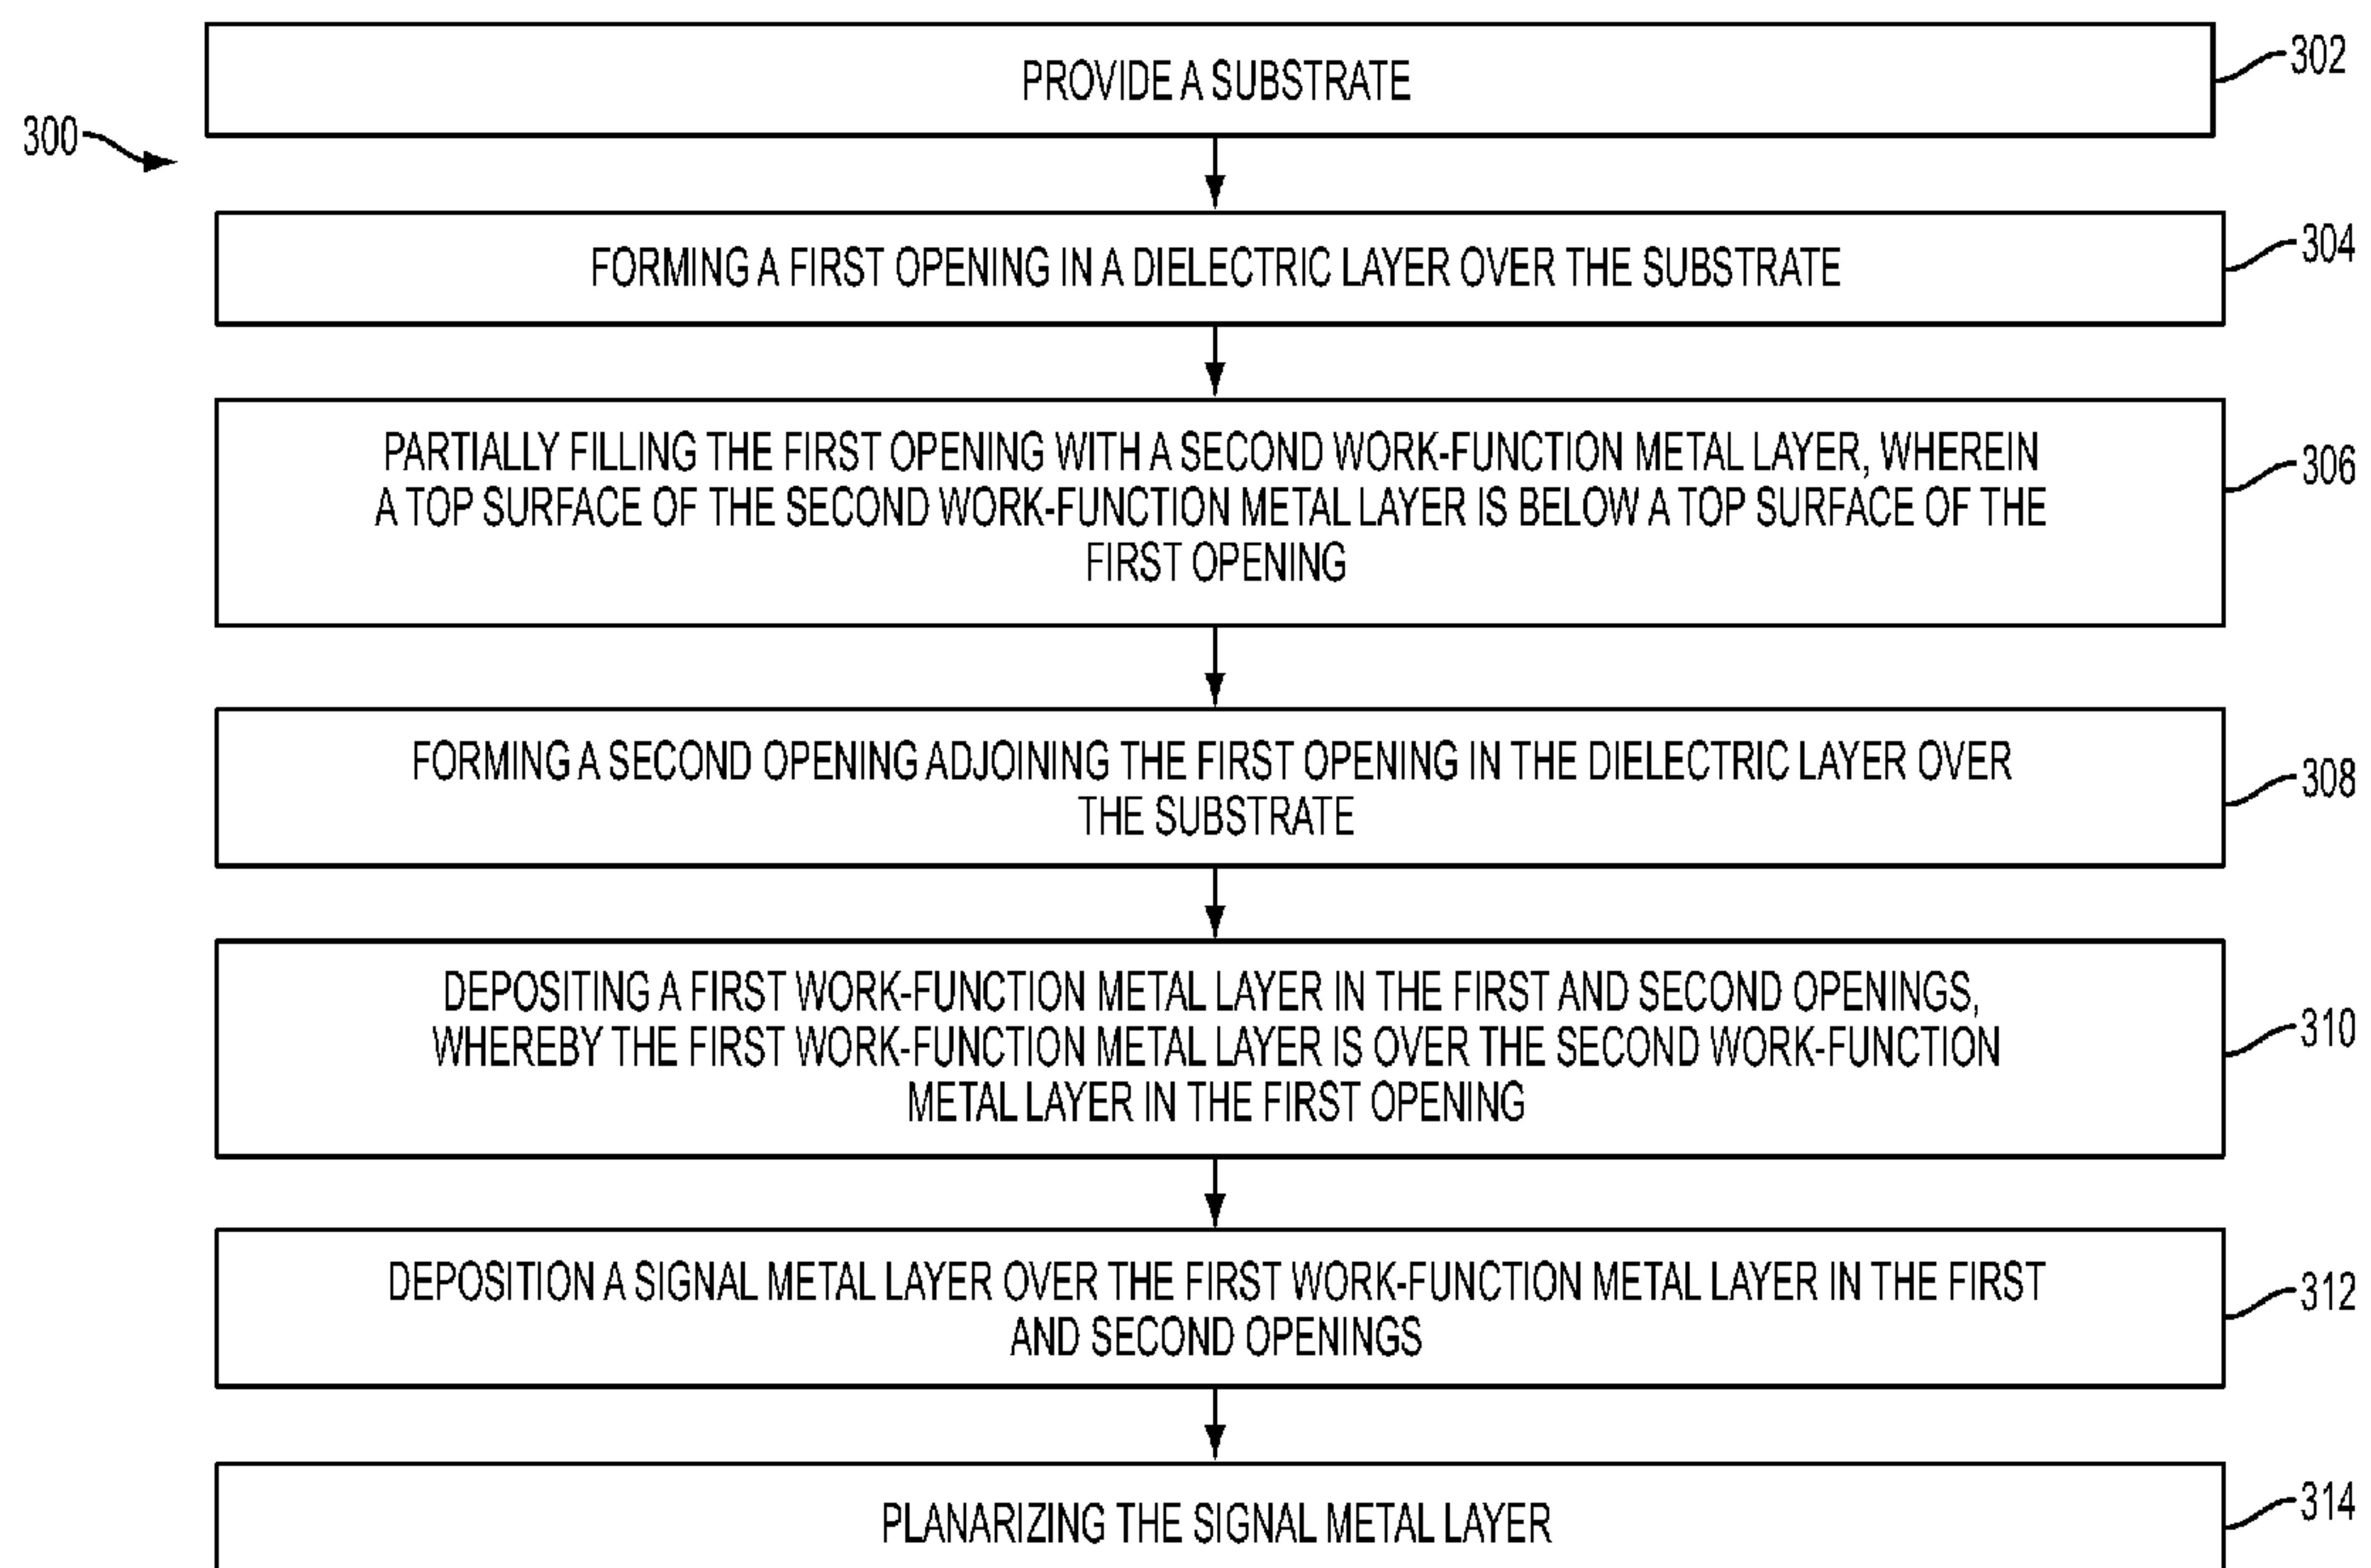 PROVIDE A SUBSTRATE
302
300
FORMING A FIRST OPENING IN A DIELECTRIC LAYER OVER THE SUBSTRATE
304
PARTIALLY FILLING THE FIRST OPENING WITH A SECOND WORK-FUNCTION METAL LAYER, WHEREIN
A TOP SURFACE OF THE SECOND WORK-FUNCTION METAL LAYER IS BELOW A TOP SURFACE OF THE
FIRST OPENING
306
FORMING A SECOND OPENING ADJOINING THE FIRST OPENING IN THE DIELECTRIC LAYER OVER
THE SUBSTRATE
308
DEPOSITING A FIRST WORK-FUNCTION METAL LAYER IN THE FIRST AND SECOND OPENINGS,
WHEREBY THE FIRST WORK-FUNCTION METAL LAYER IS OVER THE SECOND WORK-FUNCTION
METAL LAYER IN THE FIRST OPENING
310
DEPOSITION A SIGNAL METAL LAYER OVER THE FIRST WORK-FUNCTION METAL LAYER IN THE FIRST
AND SECOND OPENINGS
312
PLANARIZING THE SIGNAL METAL LAYER
314